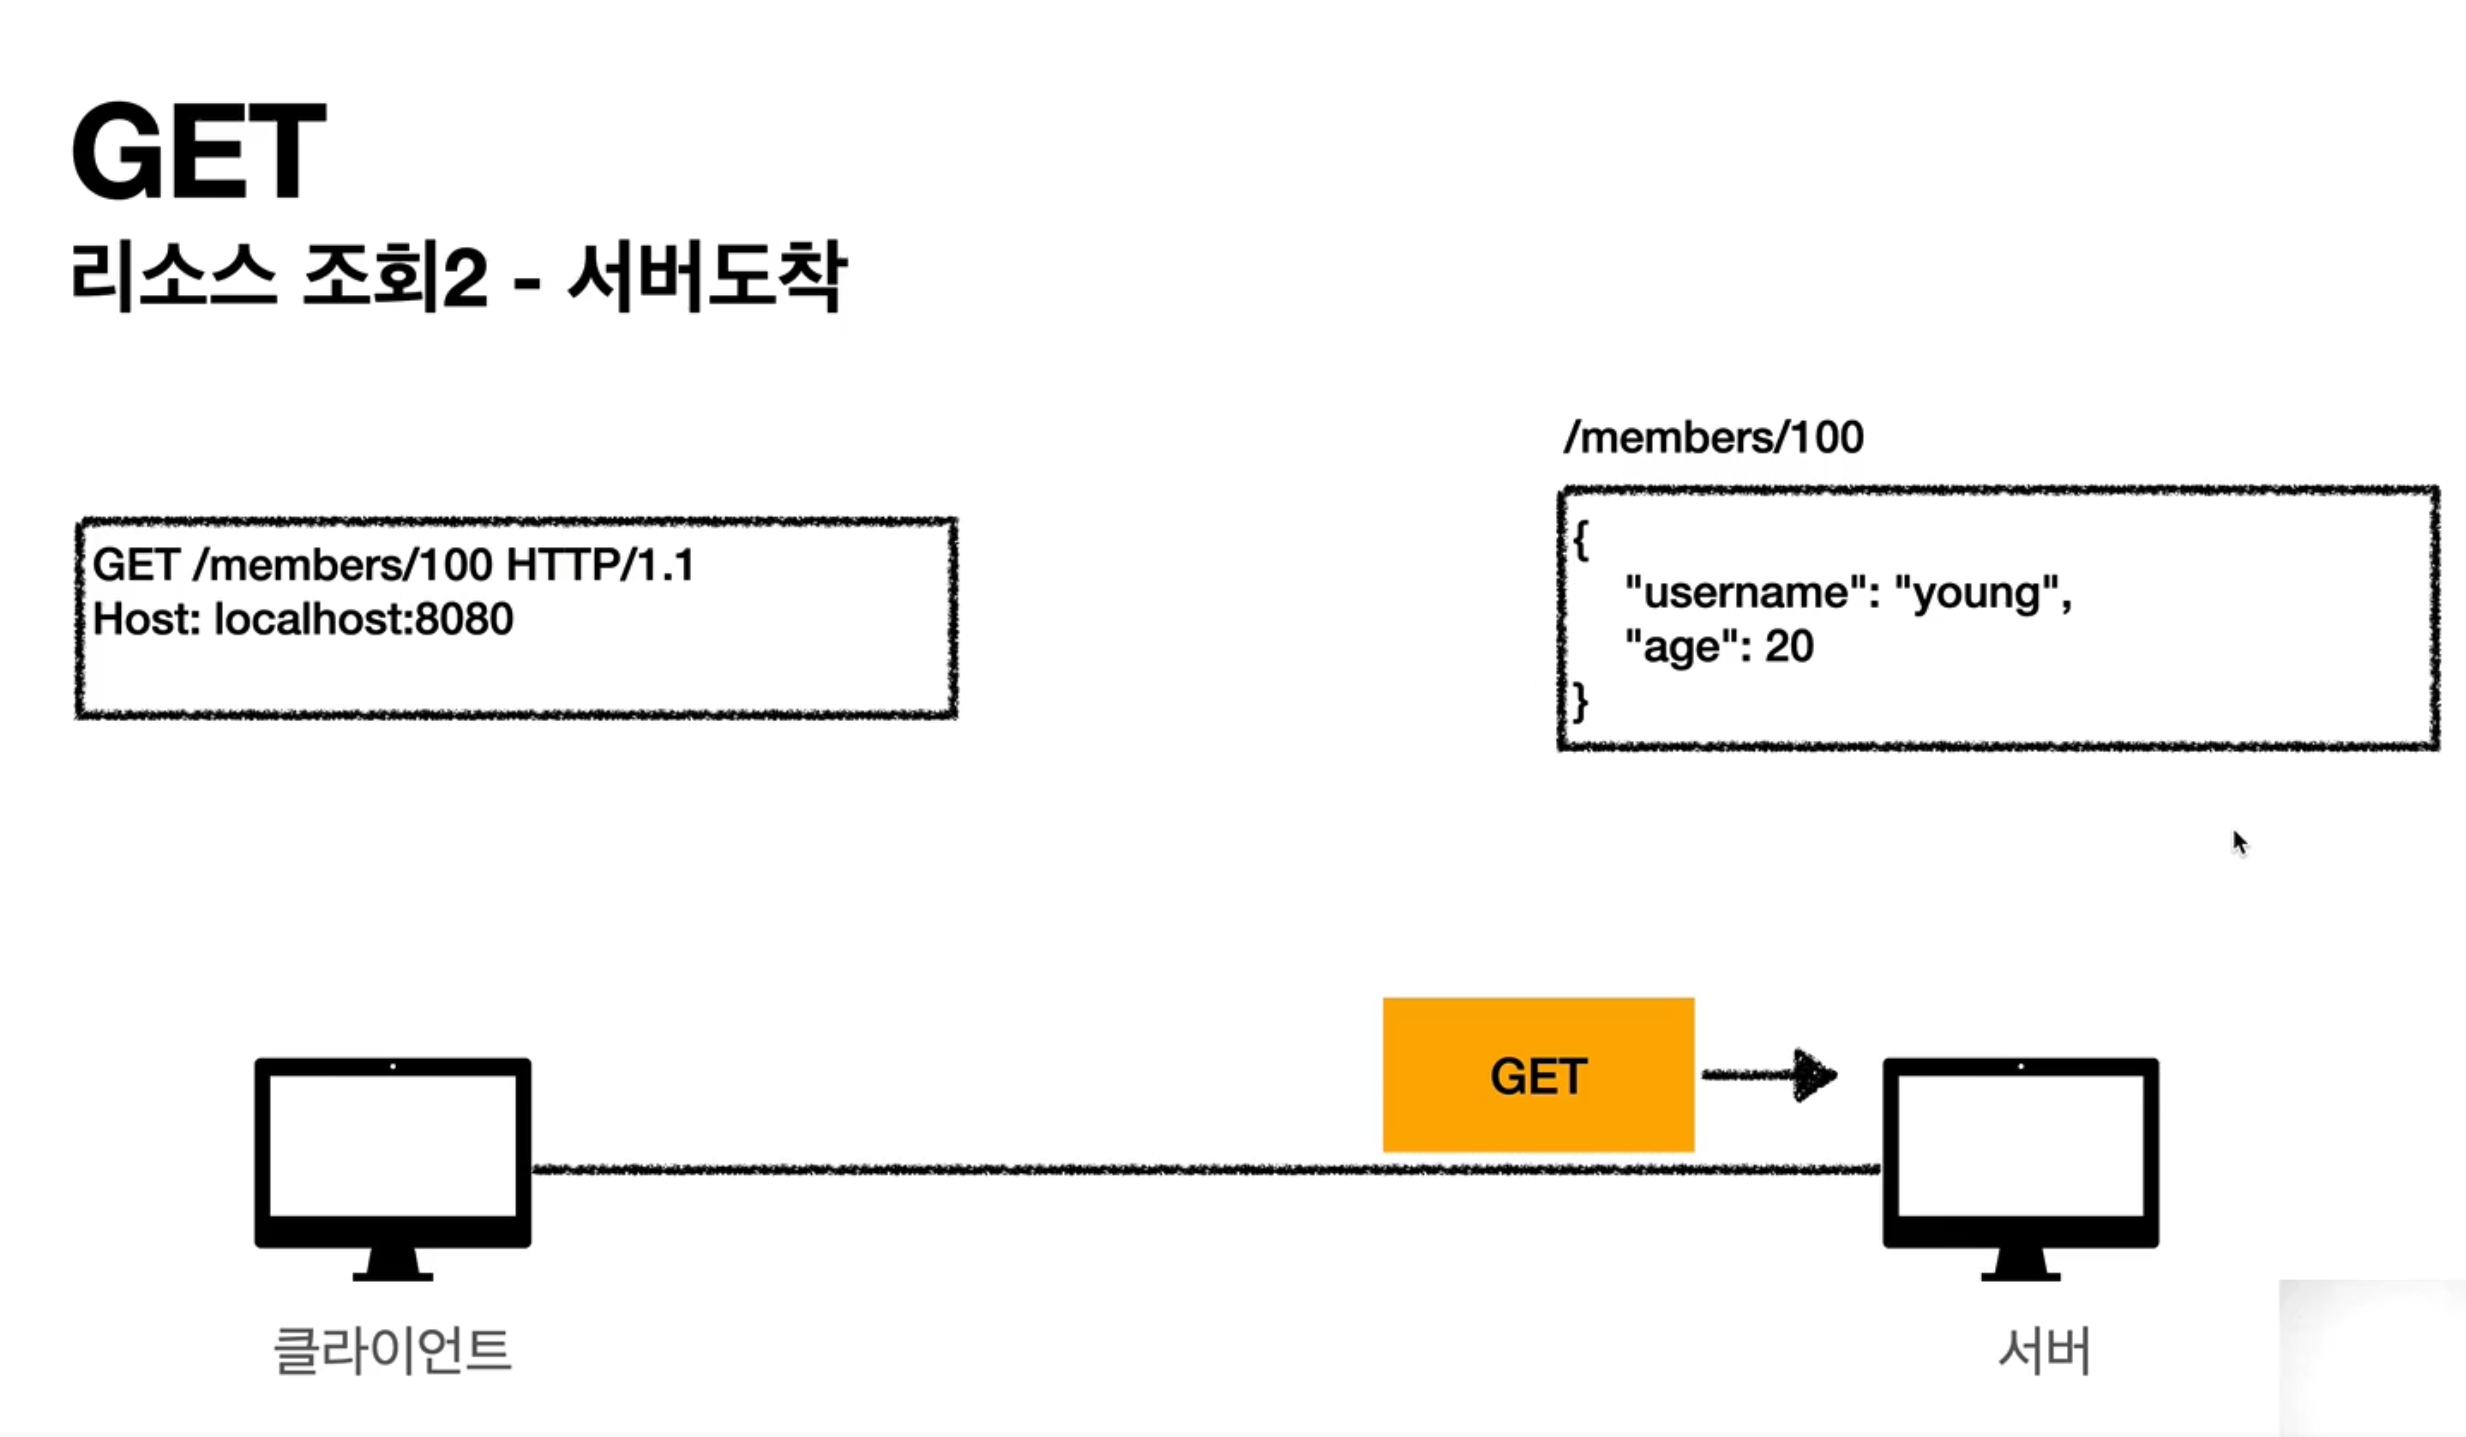 GET
리소스 조회2 - 서버도착
GET /members/100 HTTP/1.1
Host: localhost:8080
/members/100
{
"username": "young",
"age": 20
}
GET
클라이언트
서버